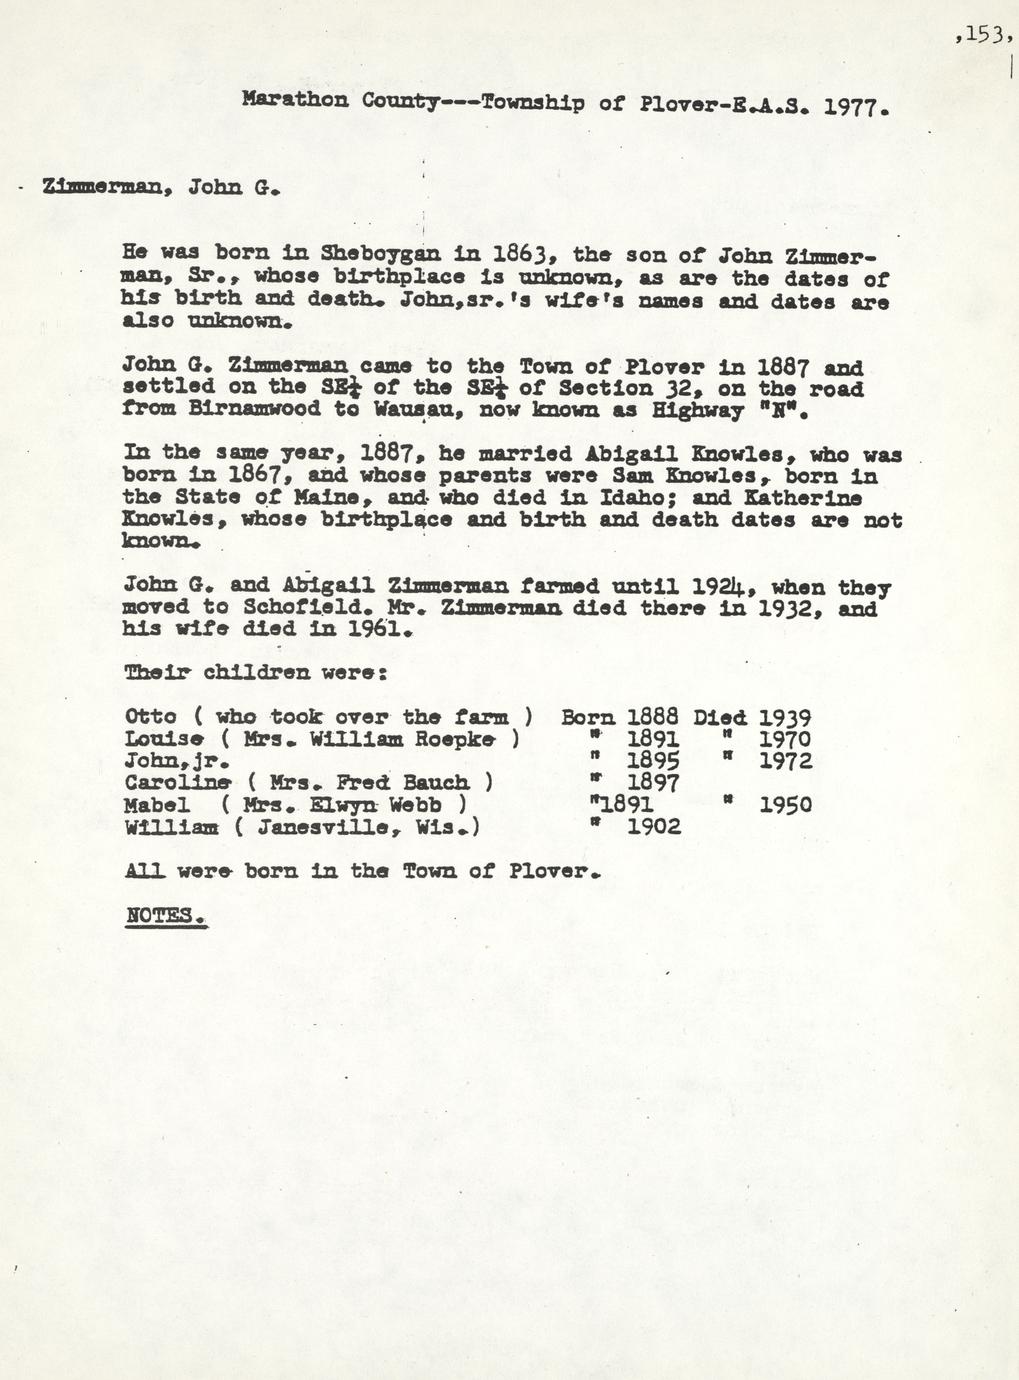 ,153,
Marathon County---Township of Plover-E.A.S. 1977.
Zimmerman, John G.
He was born in Sheboygan in 1863, the son of John Zimmer-
man, Sr., whose birthplace is unknown, as are the dates of
his birth and death. John,sr.'s wife's names and dates are
also unknown.
John G. Zimmerman came to the Town of Plover in 1887 and
settled on the SE¼ of the SE¼ of Section 32, on the road
from Birnamwood to Wausau, now known as Highway "N".
In the same year, 1887, he married Abigail Knowles, who was
born in 1867, and whose parents were Sam Knowles, born in
the State of Maine, and who died in Idaho; and Katherine
Knowles, whose birthplace and birth and death dates are not
known.
John G. and Abigail Zimmerman farmed until 1924, when they
moved to Schofield. Mr. Zimmerman died there in 1932, and
his wife died in 1961.
Their children were:
Otto ( who took over the farm ) Born 1888 Died 1939
Louise ( Mrs. William Roepke ) " 1891 " 1970
John,jr. " 1895 " 1972
Caroline ( Mrs. Fred Bauch ) " 1897
Mabel ( Mrs. Elwyn Webb ) "1891 " 1950
William ( Janesville, Wis.) " 1902
All were born in the Town of Plover.
NOTES.